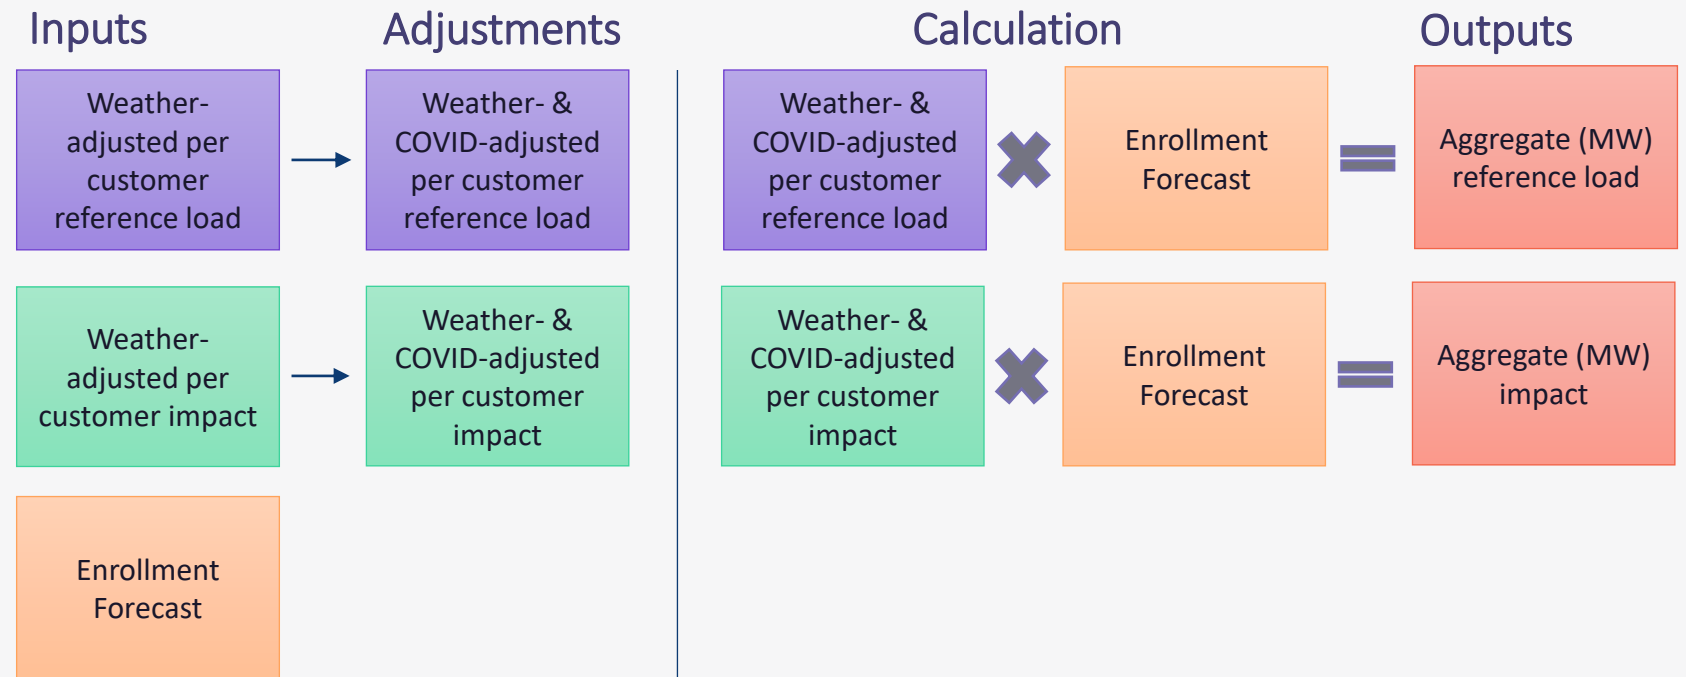 Inputs
Adjustments
Calculation
Outputs
Weather-
adjusted per
customer
reference load
Weather- &
COVID-adjusted
per customer
reference load
Weather- &
COVID-adjusted
per customer
reference load
Enrollment
Forecast
Aggregate (MW)
reference load
Weather-
adjusted per
customer impact
Weather- &
COVID-adjusted
per customer
impact
Weather- &
COVID-adjusted
per customer
impact
Enrollment
Forecast
Aggregate (MW)
impact
Enrollment
Forecast